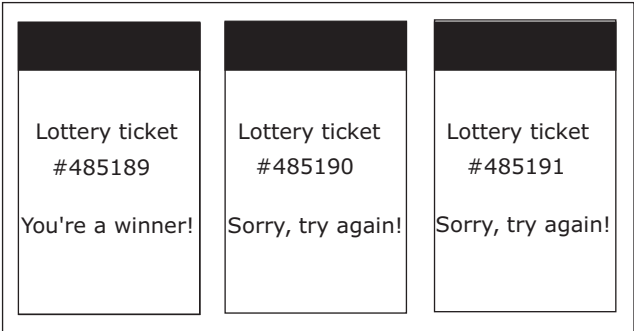 Lottery ticket
#485189
You're a winner!
Lottery ticket
#485190
Sorry, try again!
Lottery ticket
#485191
Sorry, try again!